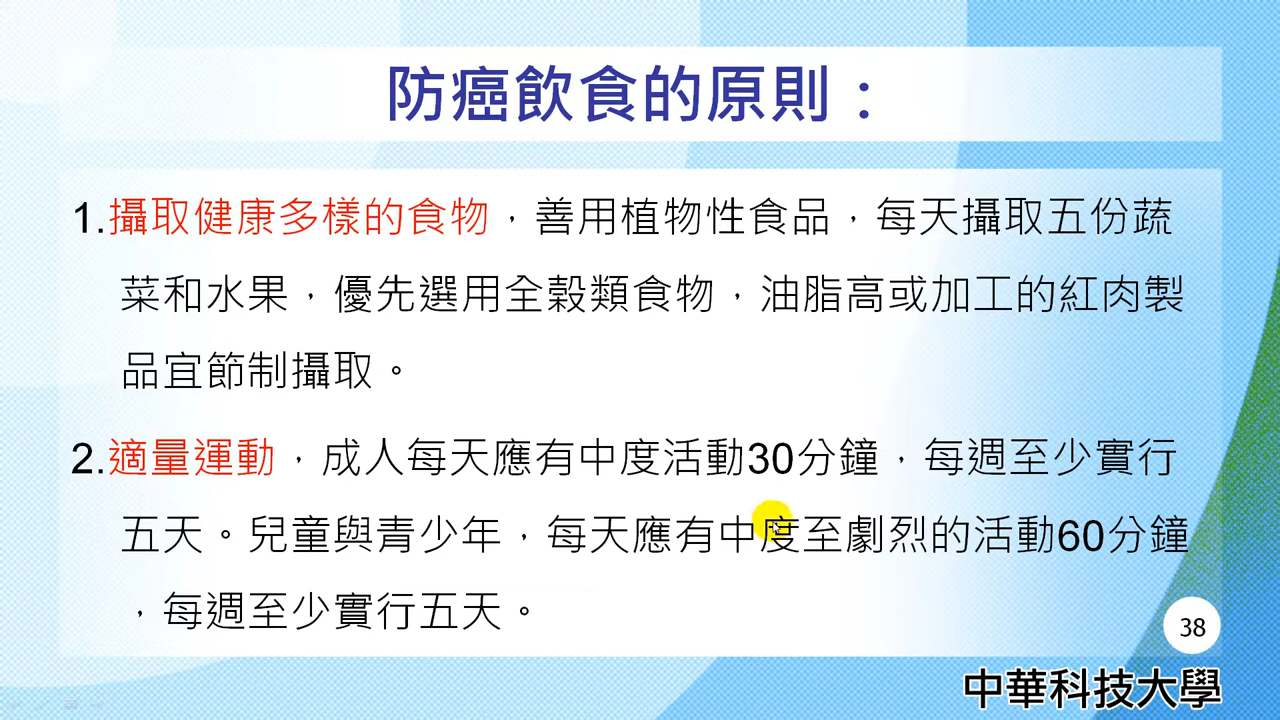 防癌飲食的原則：
1.攝取健康多樣的食物，善用植物性食品，每天攝取五份蔬
菜和水果，優先選用全穀類食物，油脂高或加工的紅肉製
品宜節制攝取。
2.適量運動，成人每天應有中度活動30分鐘，每週至少實行
五天。兒童與青少年，每天應有中度至劇烈的活動60分鐘
，每週至少實行五天。
38
中華科技大學